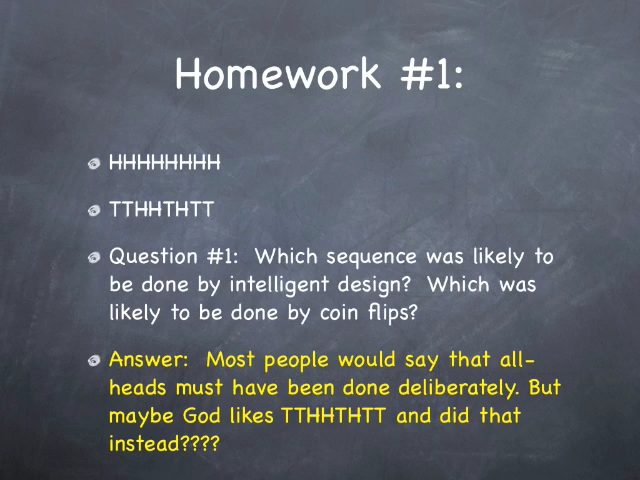 Homework #1:
HHHHHHHH
TTHHTHTT
Question #1: Which sequence was likely to
be done by intelligent design? Which was
likely to be done by coin flips?
Answer: Most people would say that all-
heads must have been done deliberately. But
maybe God likes TTHHTHTT and did that
instead????